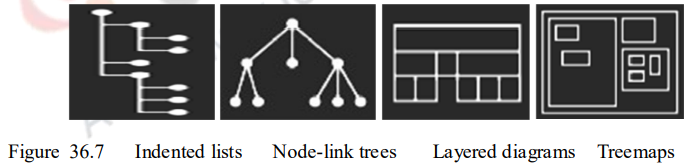 Figure 36.7 Indented lists Node-link trees Layered diagrams Treemaps